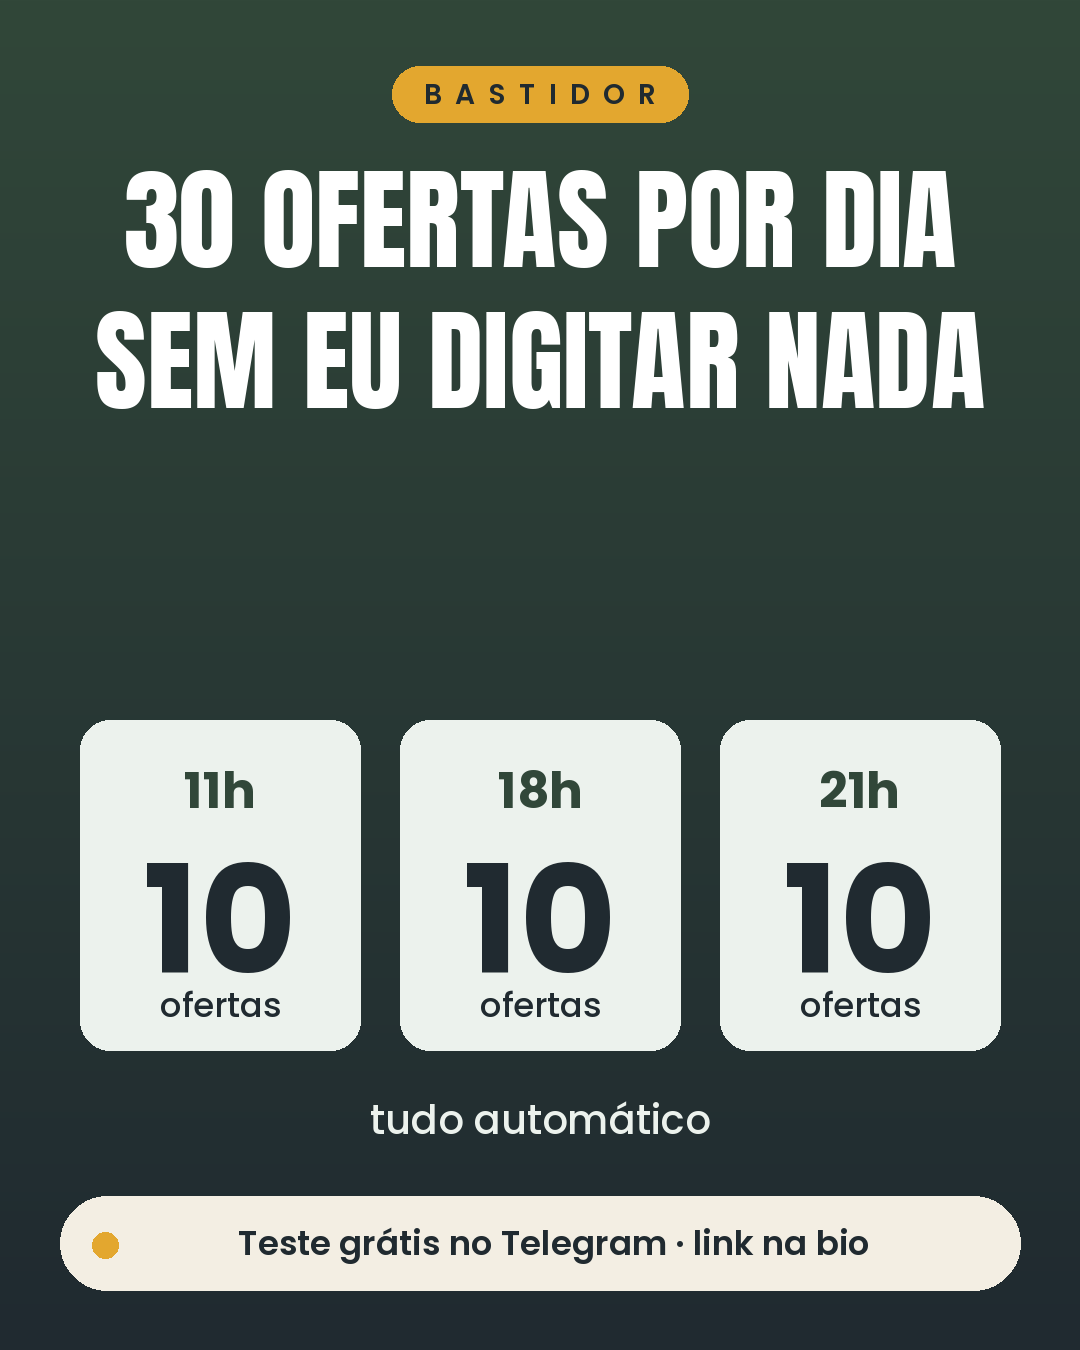 BASTIDOR
30 OFERTAS POR DIA
SEM EU DIGITAR NADA
11h
10
ofertas
18h
10
ofertas
21h
10
ofertas
tudo automático
Teste grátis no Telegram · link na bio